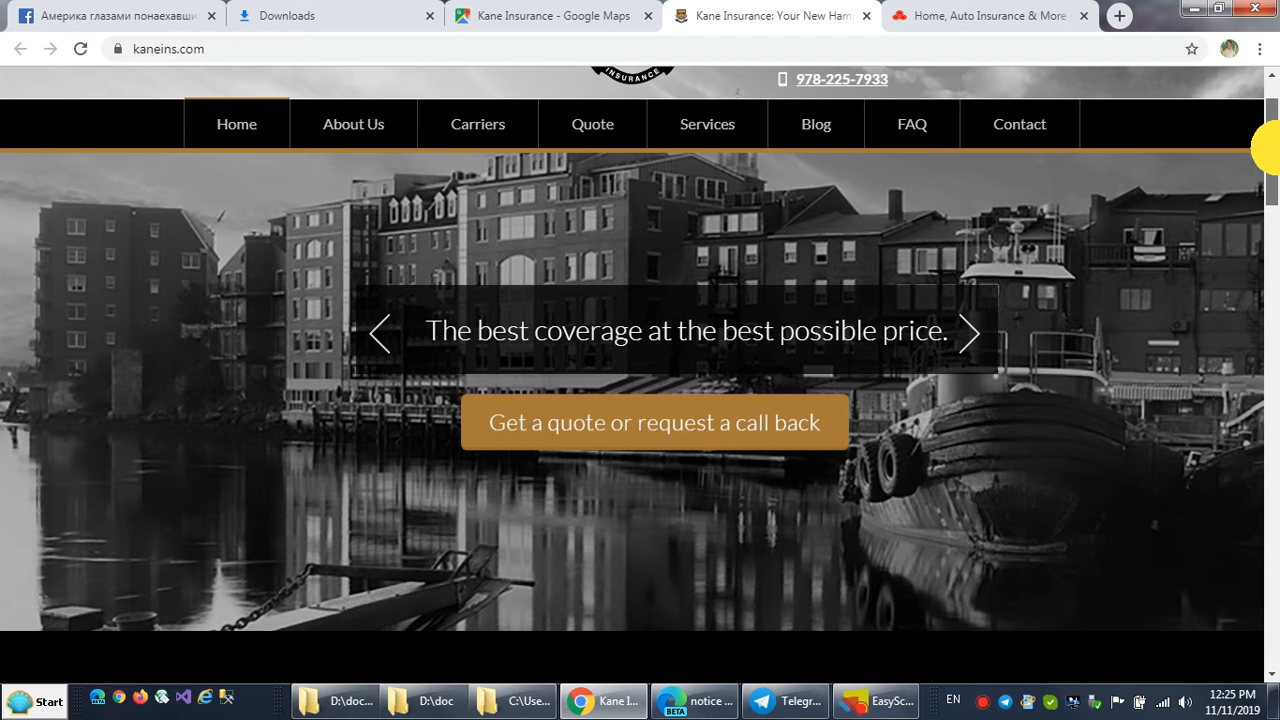 Америка глазами понаехавши
Downloads
Kane Insurance - Google Maps
Kane Insurance: Your New Ham
Home, Auto Insurance & More
kaneins.com
INSURANCE
978-225-7933
Home
About Us
Carriers
Quote
Services
Blog
FAQ
Contact
The best coverage at the best possible price.
Get a quote or request a call back
Start
D:\doc...
D:\doc
C:\Use...
Kane I...
BETA
notice ...
Telegr...
EasySc...
EN
12:25 PM
11/11/2019